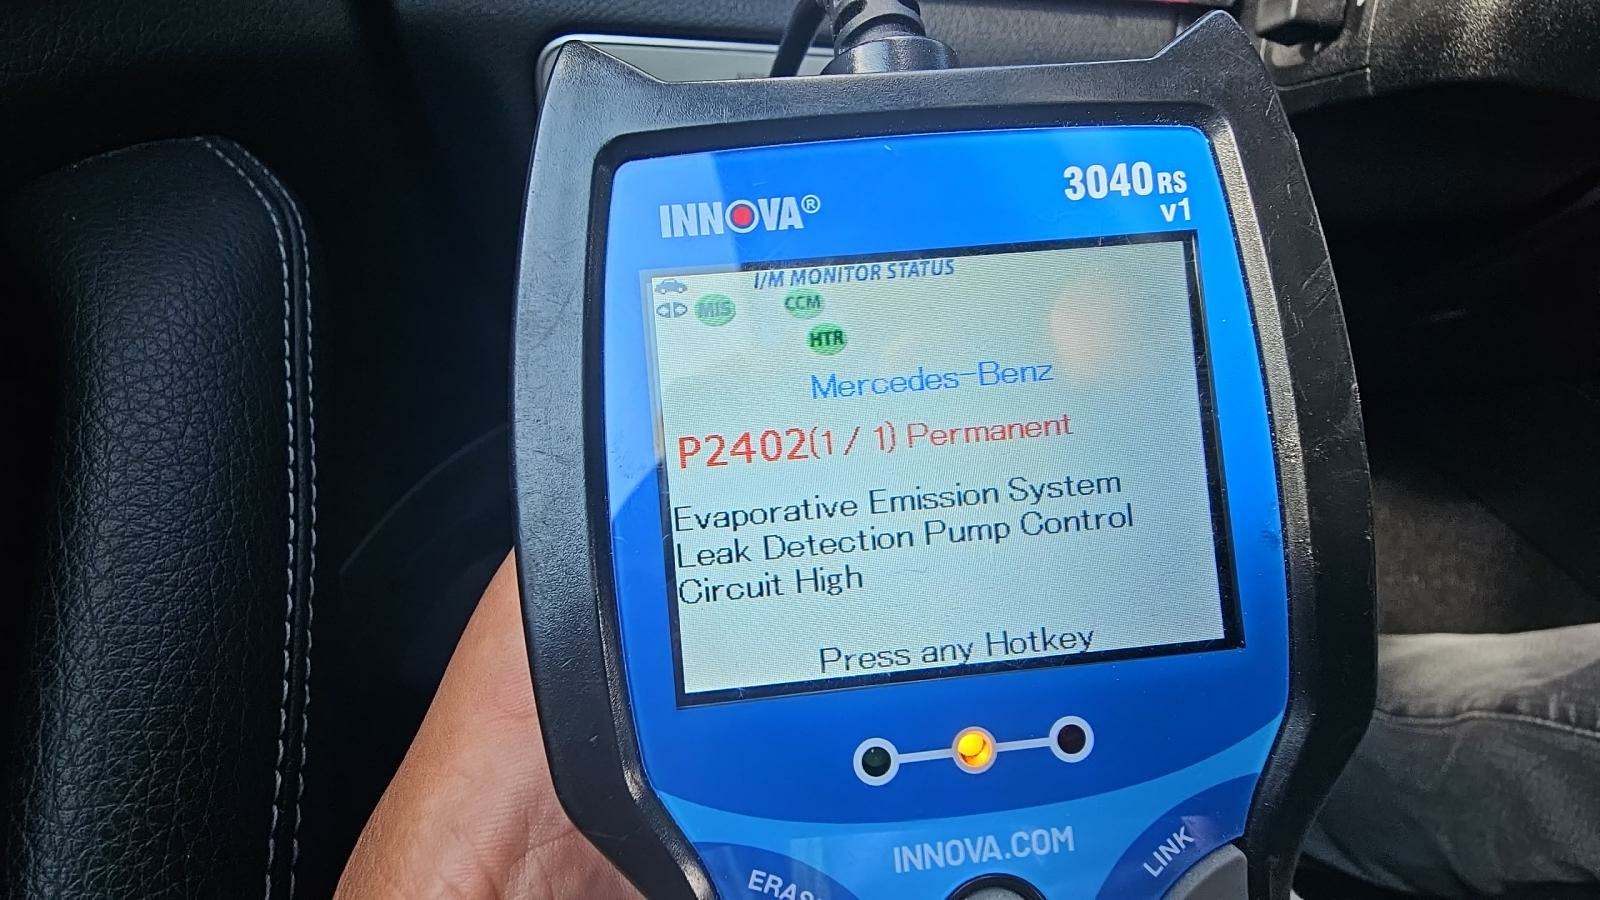 INNOVA®
3040RS
v1
I/M MONITOR STATUS
MIS CCM
HTR
Mercedes-Benz
P2402(1 / 1) Permanent
Evaporative Emission System
Leak Detection Pump Control
Circuit High
Press any Hotkey
INNOVA.COM
LINK